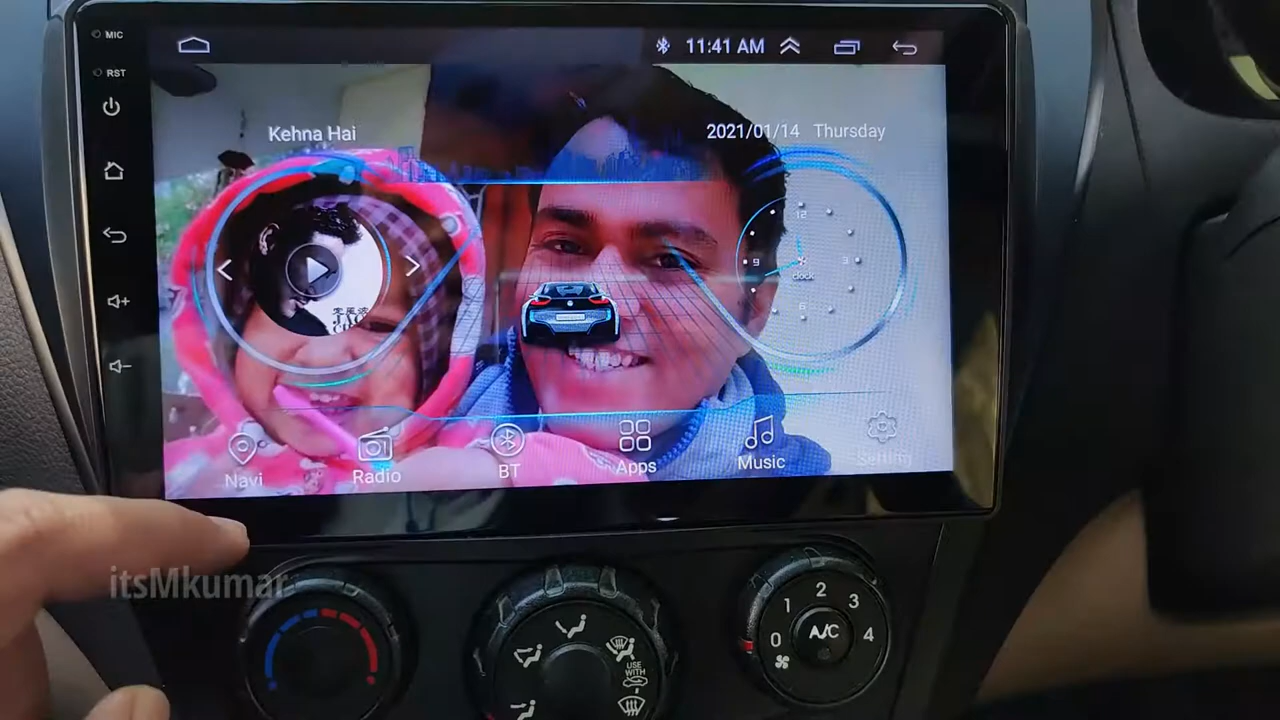 MIC
11:41 AM
RST
Kehna Hai
2021/01/14 Thursday
12
9
3
clock
6
Navi
Radio
BT
Apps
Music
Setting
itsMkumar
0
1
2
3
4
A/C
USE
WITH